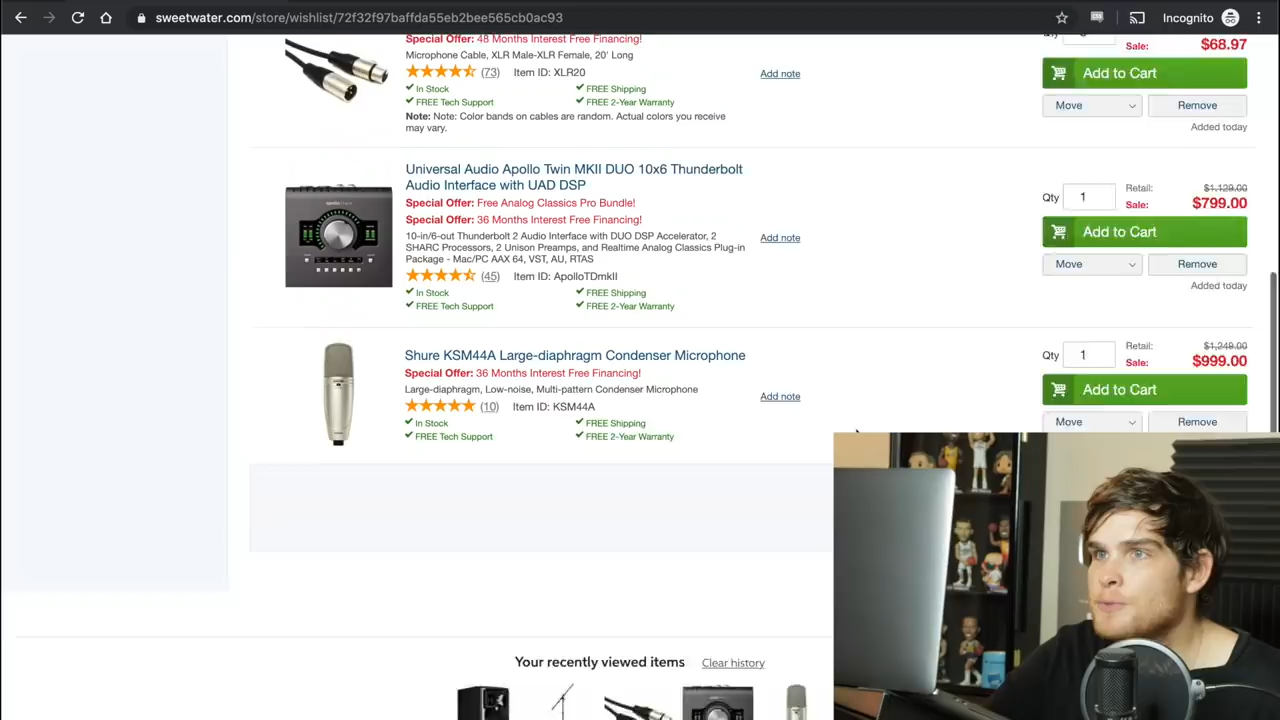 sweetwater.com/store/wishlist/72f32f97baffda55eb2bee565cb0ac93
Incognito
Special Offer: 48 Months Interest Free Financing!
Microphone Cable, XLR Male-XLR Female, 20' Long
(73) Item ID: XLR20
Add note
In Stock
FREE Shipping
FREE Tech Support
FREE 2-Year Warranty
Note: Note: Color bands on cables are random. Actual colors you receive
may vary.
Sale: $68.97
Add to Cart
Move
Remove
Added today
Universal Audio Apollo Twin MKII DUO 10x6 Thunderbolt
Audio Interface with UAD DSP
Special Offer: Free Analog Classics Pro Bundle!
Special Offer: 36 Months Interest Free Financing!
10-in/6-out Thunderbolt 2 Audio Interface with DUO DSP Accelerator, 2
SHARC Processors, 2 Unison Preamps, and Realtime Analog Classics Plug-in
Package - Mac/PC AAX 64, VST, AU, RTAS
(45) Item ID: ApolloTDmkII
Add note
In Stock
FREE Shipping
FREE Tech Support
FREE 2-Year Warranty
Qty 1
Retail: $1,129.00
Sale: $799.00
Add to Cart
Move
Remove
Added today
Shure KSM44A Large-diaphragm Condenser Microphone
Special Offer: 36 Months Interest Free Financing!
Large-diaphragm, Low-noise, Multi-pattern Condenser Microphone
(10) Item ID: KSM44A
Add note
In Stock
FREE Shipping
FREE Tech Support
FREE 2-Year Warranty
Qty 1
Retail: $1,249.00
Sale: $999.00
Add to Cart
Move
Remove
Your recently viewed items
Clear history